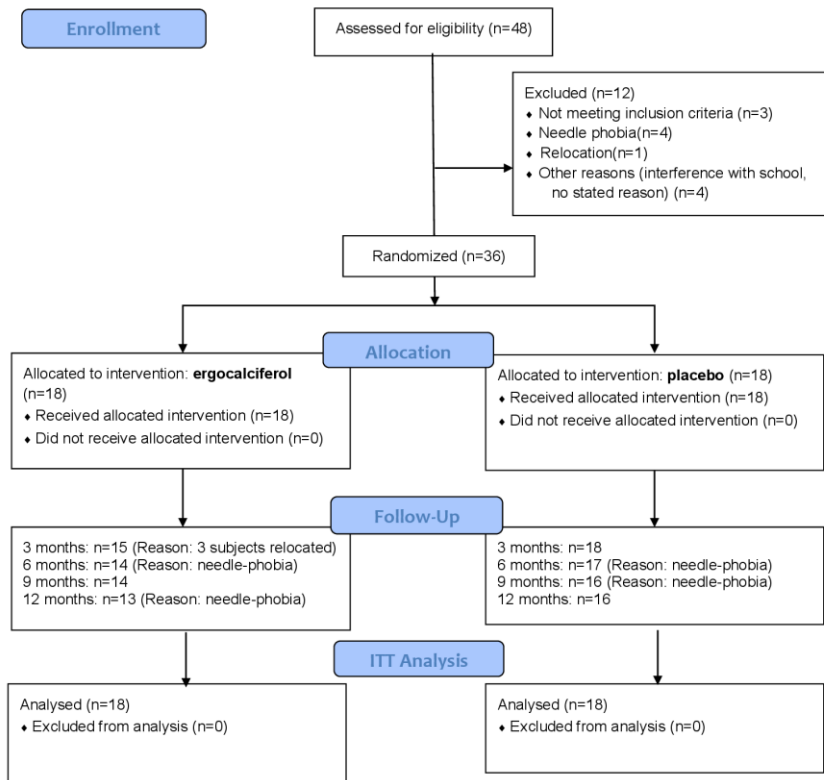 Enrollment
Assessed for eligibility (n=48)
Excluded (n=12)
♦ Not meeting inclusion criteria (n=3)
♦ Needle phobia(n=4)
♦ Relocation(n=1)
♦ Other reasons (interference with school,
no stated reason) (n=4)
Randomized (n=36)
Allocation
Allocated to intervention: ergocalciferol
(n=18)
♦ Received allocated intervention (n=18)
♦ Did not receive allocated intervention (n=0)
Allocated to intervention: placebo (n=18)
♦ Received allocated intervention (n=18)
♦ Did not receive allocated intervention (n=0)
Follow-Up
3 months: n=15 (Reason: 3 subjects relocated)
6 months: n=14 (Reason: needle-phobia)
9 months: n=14
12 months: n=13 (Reason: needle-phobia)
3 months: n=18
6 months: n=17 (Reason: needle-phobia)
9 months: n=16 (Reason: needle-phobia)
12 months: n=16
ITT Analysis
Analysed (n=18)
♦ Excluded from analysis (n=0)
Analysed (n=18)
♦ Excluded from analysis (n=0)